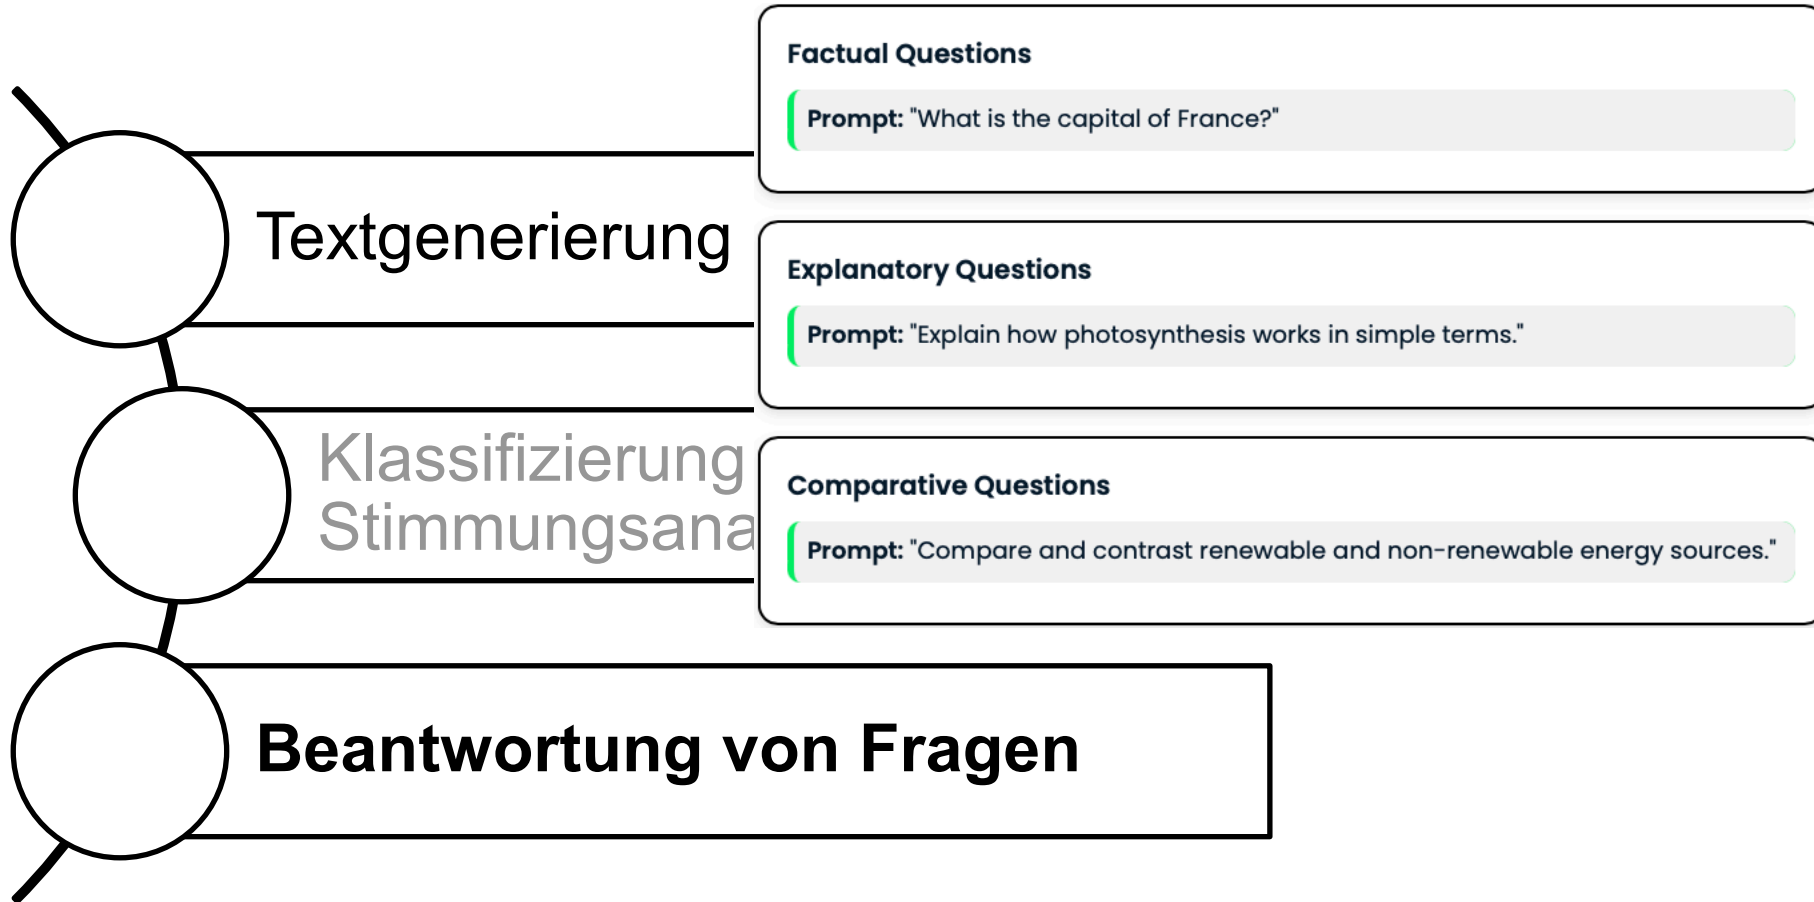 Textgenerierung
Klassifizierung
Beantwortung von Fragen
Factual Questions
Prompt: "What is the capital of France?"
Explanatory Questions
Prompt: "Explain how photosynthesis works in simple terms."
Comparative Questions
Prompt: "Compare and contrast renewable and non-renewable energy sources."